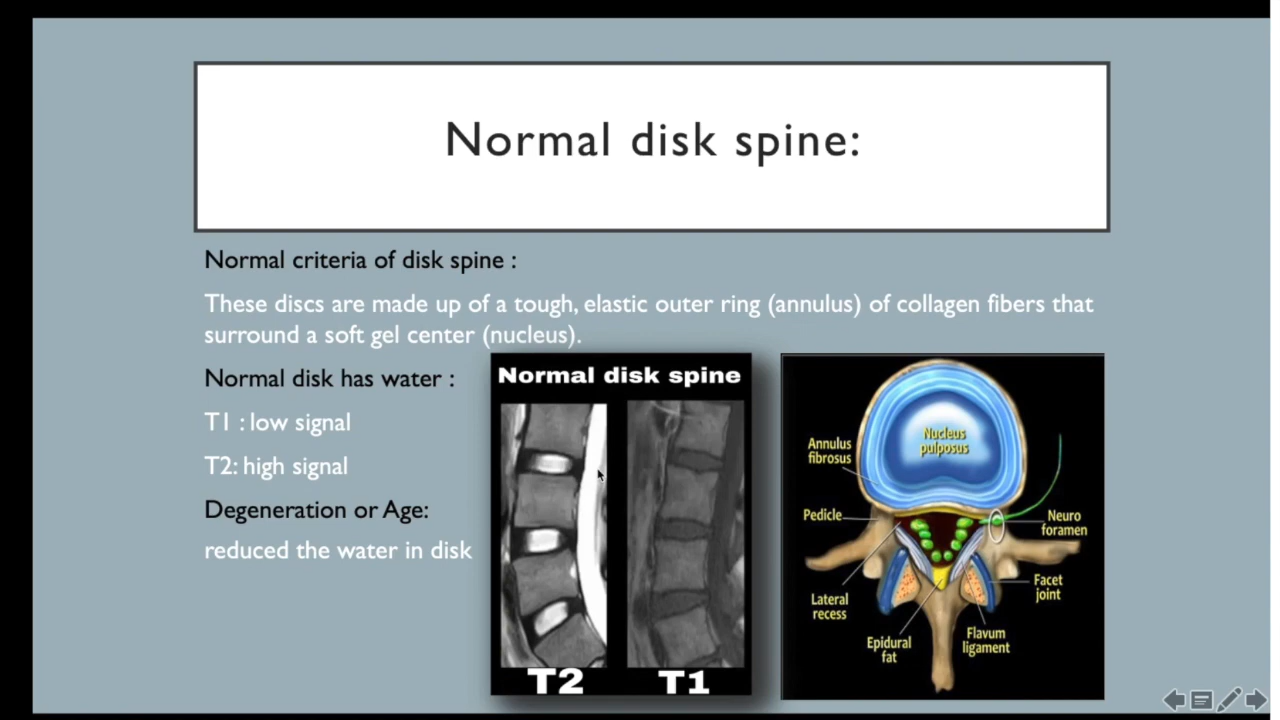 Normal disk spine:
Normal criteria of disk spine :
These discs are made up of a tough, elastic outer ring (annulus) of collagen fibers that
surround a soft gel center (nucleus).
Normal disk has water :
T1 : low signal
T2: high signal
Degeneration or Age:
reduced the water in disk
Normal disk spine
T2
T1
Nucleus
pulposus
Annulus
fibrosus
Pedicle
Neuro
foramen
Lateral
recess
Facet
joint
Epidural
fat
Flavum
ligament